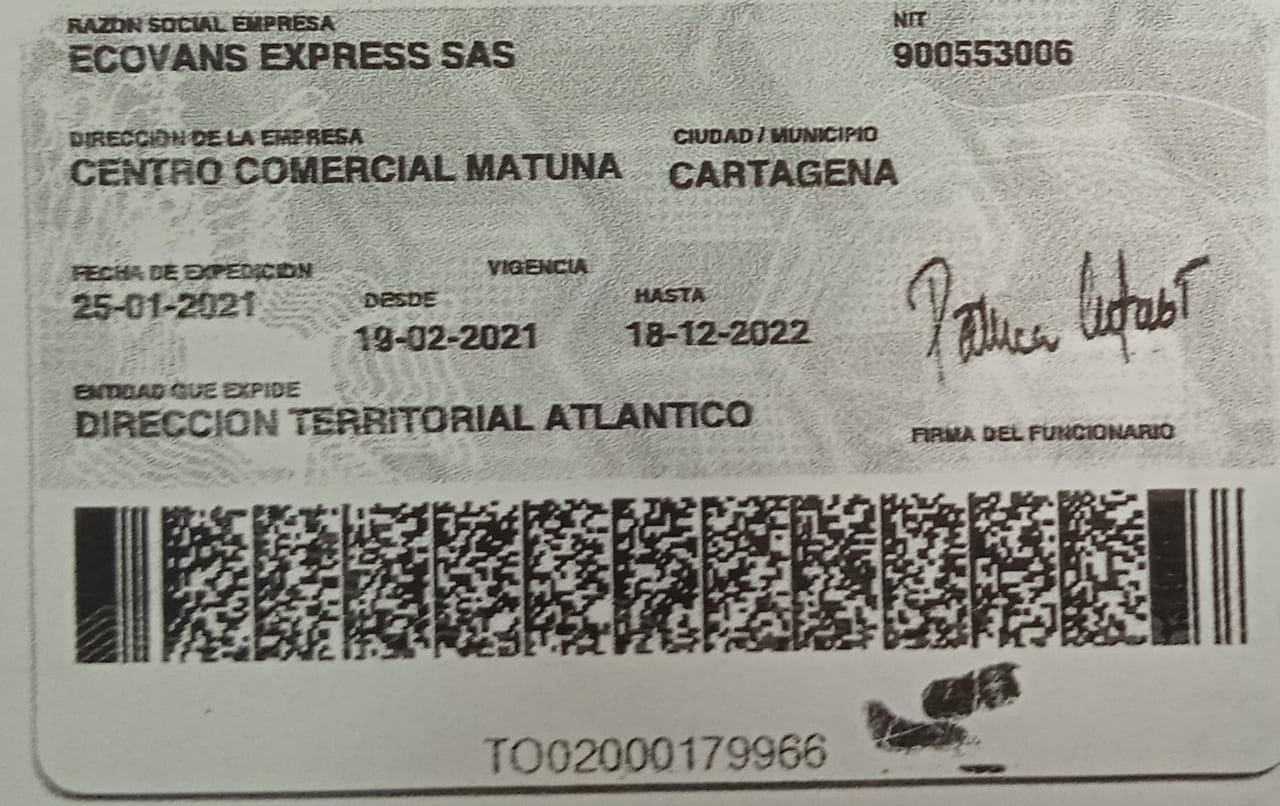 RAZON SOCIAL EMPRESA
NIT
ECOVANS EXPRESS SAS
900553006
DIRECCION DE LA EMPRESA
CIUDAD / MUNICIPIO
CENTRO COMERCIAL MATUNA
CARTAGENA
FECHA DE EXPEDICION
VIGENCIA
25-01-2021
DESDE
HASTA
19-02-2021
18-12-2022
ENTIDAD QUE EXPIDE
DIRECCION TERRITORIAL ATLANTICO
FIRMA DEL FUNCIONARIO
TO02000179966